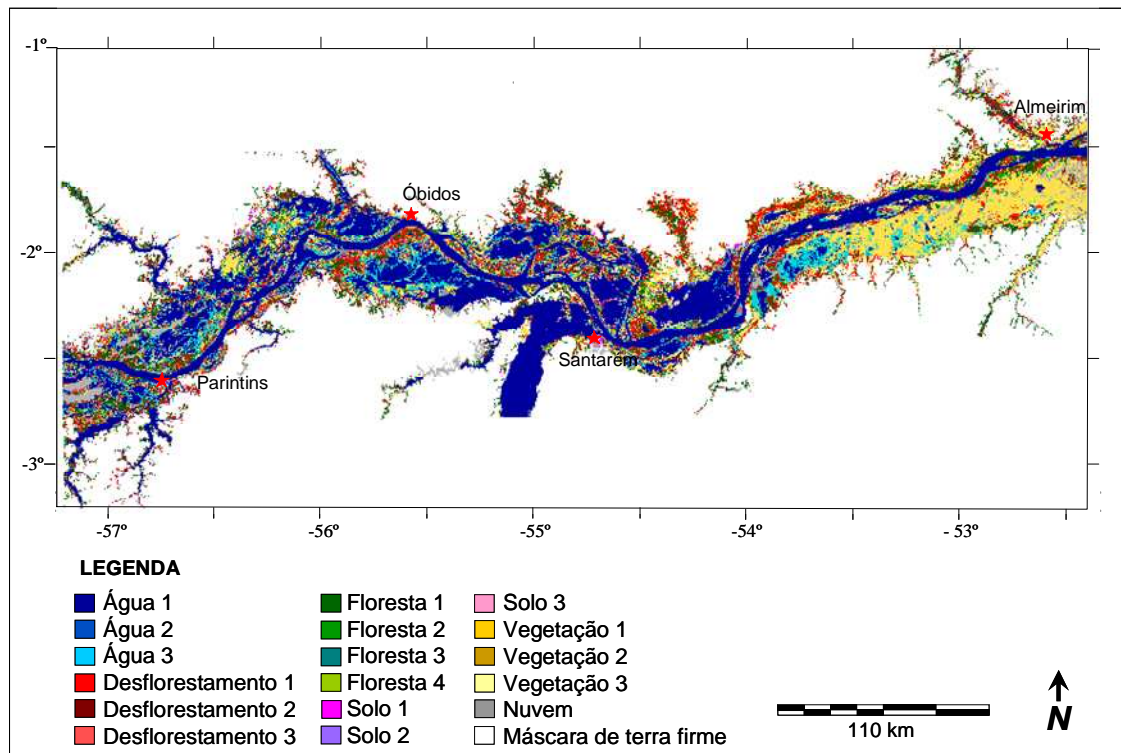 -1º
Almeirim
Óbidos
-2º
Santarém
Parintins
-3º
-57º -56º -55º -54º - 53º
LEGENDA
Água 1 Floresta 1 Solo 3
Água 2 Floresta 2 Vegetação 1
Água 3 Floresta 3 Vegetação 2
Desflorestamento 1 Floresta 4 Vegetação 3
Desflorestamento 2 Solo 1 Nuvem
Desflorestamento 3 Solo 2 Máscara de terra firme
110 km
N